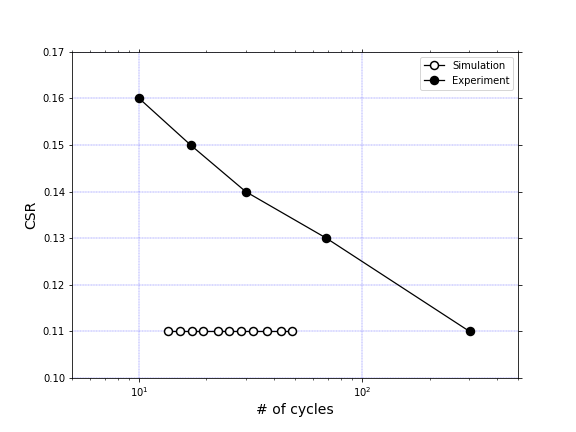 0.17
0.16
0.15
0.14
0.13
0.12
0.11
0.10
CSR
10¹ 10²
# of cycles
Simulation
Experiment